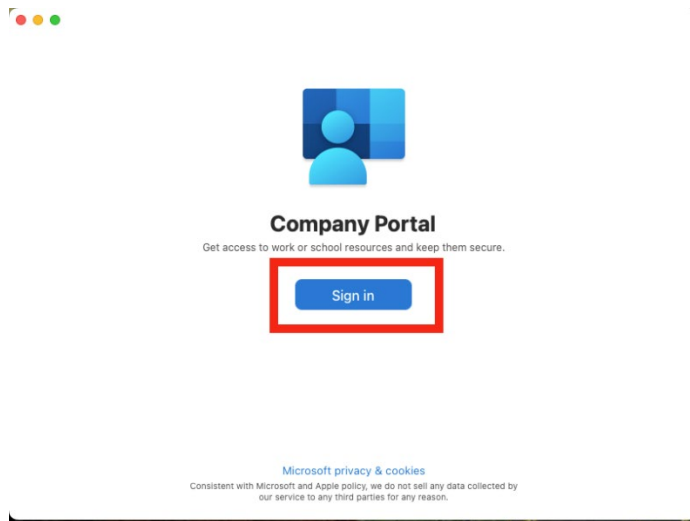 Company Portal
Get access to work or school resources and keep them secure.
Sign in
Microsoft privacy & cookies
Consistent with Microsoft and Apple policy, we do not sell any data collected by
our service to any third parties for any reason.